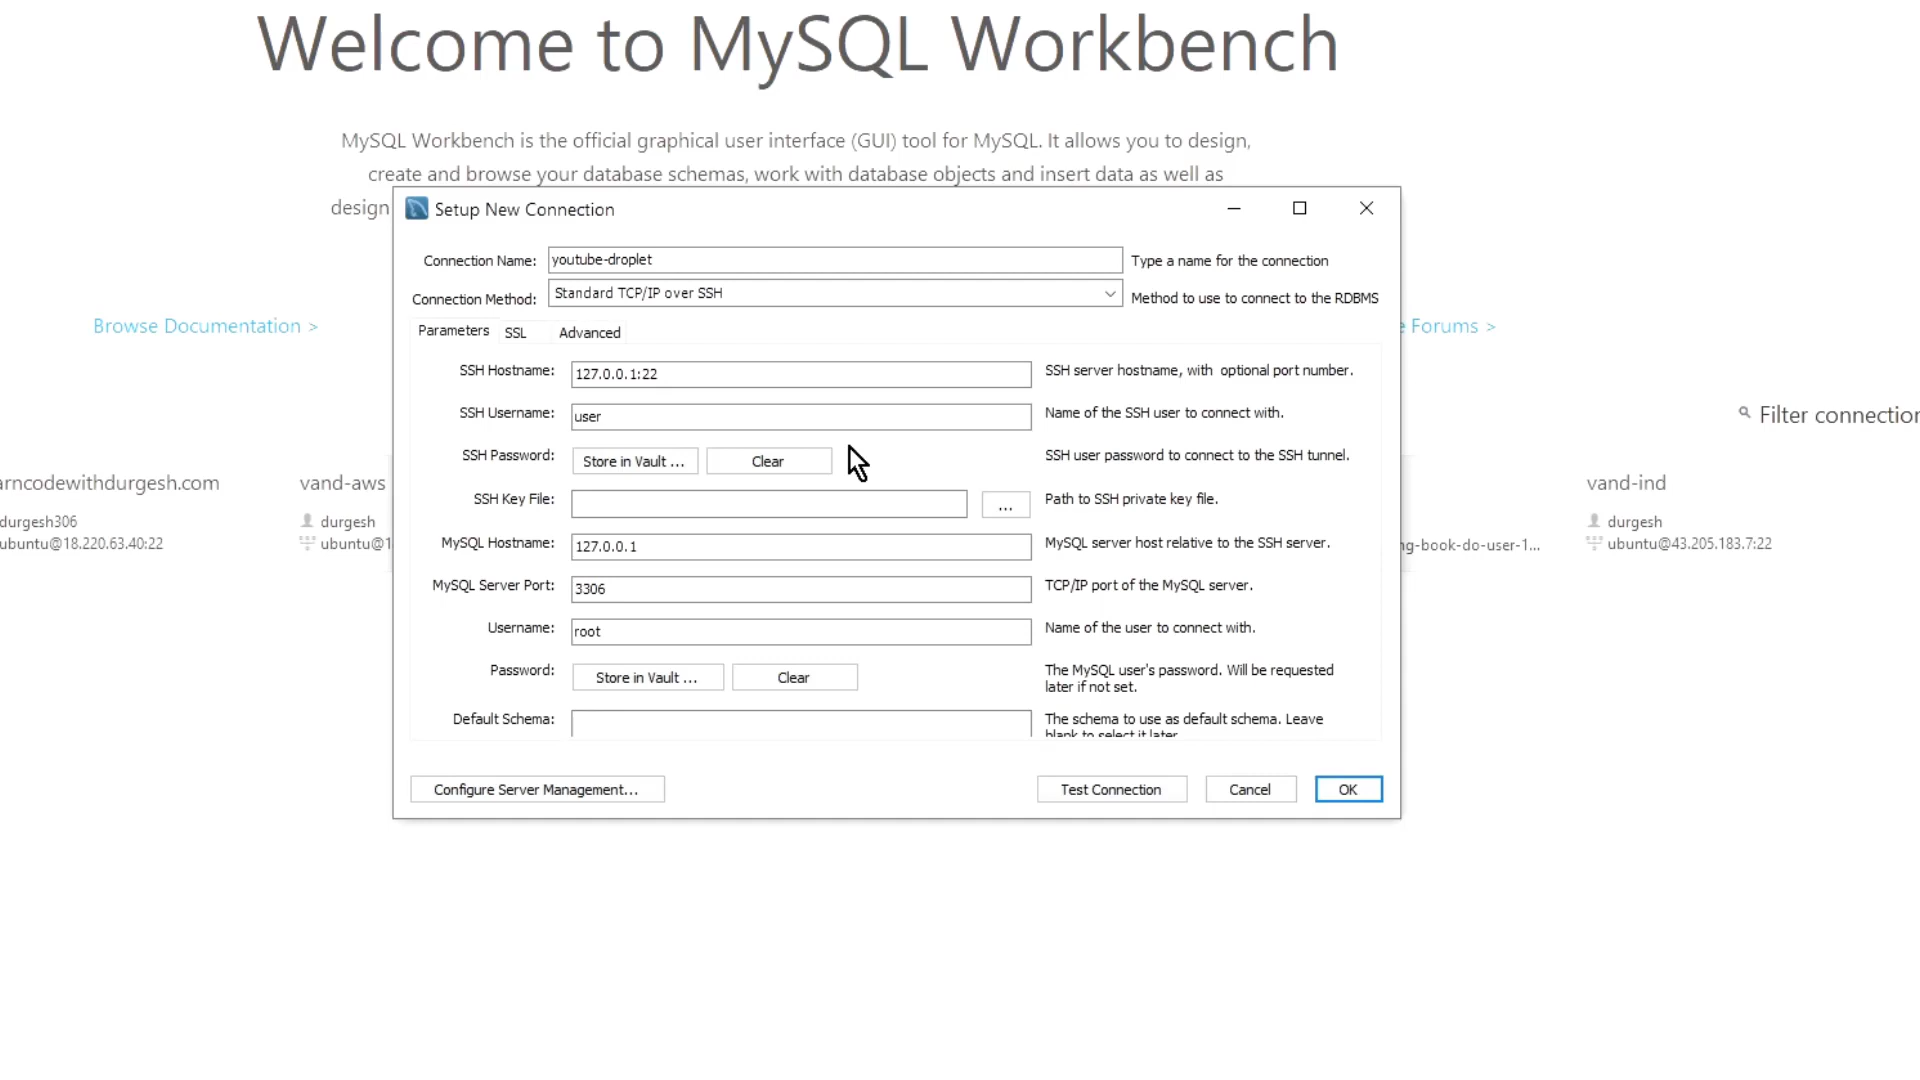 Welcome to MySQL Workbench
MySQL Workbench is the official graphical user interface (GUI) tool for MySQL. It allows you to design,
create and browse your database schemas, work with database objects and insert data as well as
design
Setup New Connection
Connection Name: youtube-droplet Type a name for the connection
Connection Method: Standard TCP/IP over SSH Method to use to connect to the RDBMS
Browse Documentation >
Forums >
Parameters SSL Advanced
SSH Hostname: 127.0.0.1:22 SSH server hostname, with optional port number.
SSH Username: user Name of the SSH user to connect with.
Filter connection
SSH Password: Store in Vault ... Clear SSH user password to connect to the SSH tunnel.
SSH Key File: ... Path to SSH private key file.
MySQL Hostname: 127.0.0.1 MySQL server host relative to the SSH server.
MySQL Server Port: 3306 TCP/IP port of the MySQL server.
Username: root Name of the user to connect with.
Password: Store in Vault ... Clear The MySQL user's password. Will be requested
later if not set.
Default Schema: The schema to use as default schema. Leave
blank to select it later.
Configure Server Management... Test Connection Cancel OK
arncodewithdurgesh.com
durgesh306
ubuntu@18.220.63.40:22
vand-aws
durgesh
ubuntu@1
ng-book-do-user-1...
vand-ind
durgesh
ubuntu@43.205.183.7:22